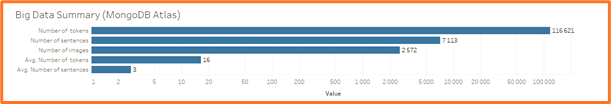 Big Data Summary (MongoDB Atlas)
Number of tokens 116 621
Number of sentences 7 113
Number of images 2 572
Avg. Number of tokens 16
Avg. Number of sentences 3
1 2 5 10 20 50 100 200 500 1 000 2 000 5 000 10 000 20 000 50 000 100 000
Value